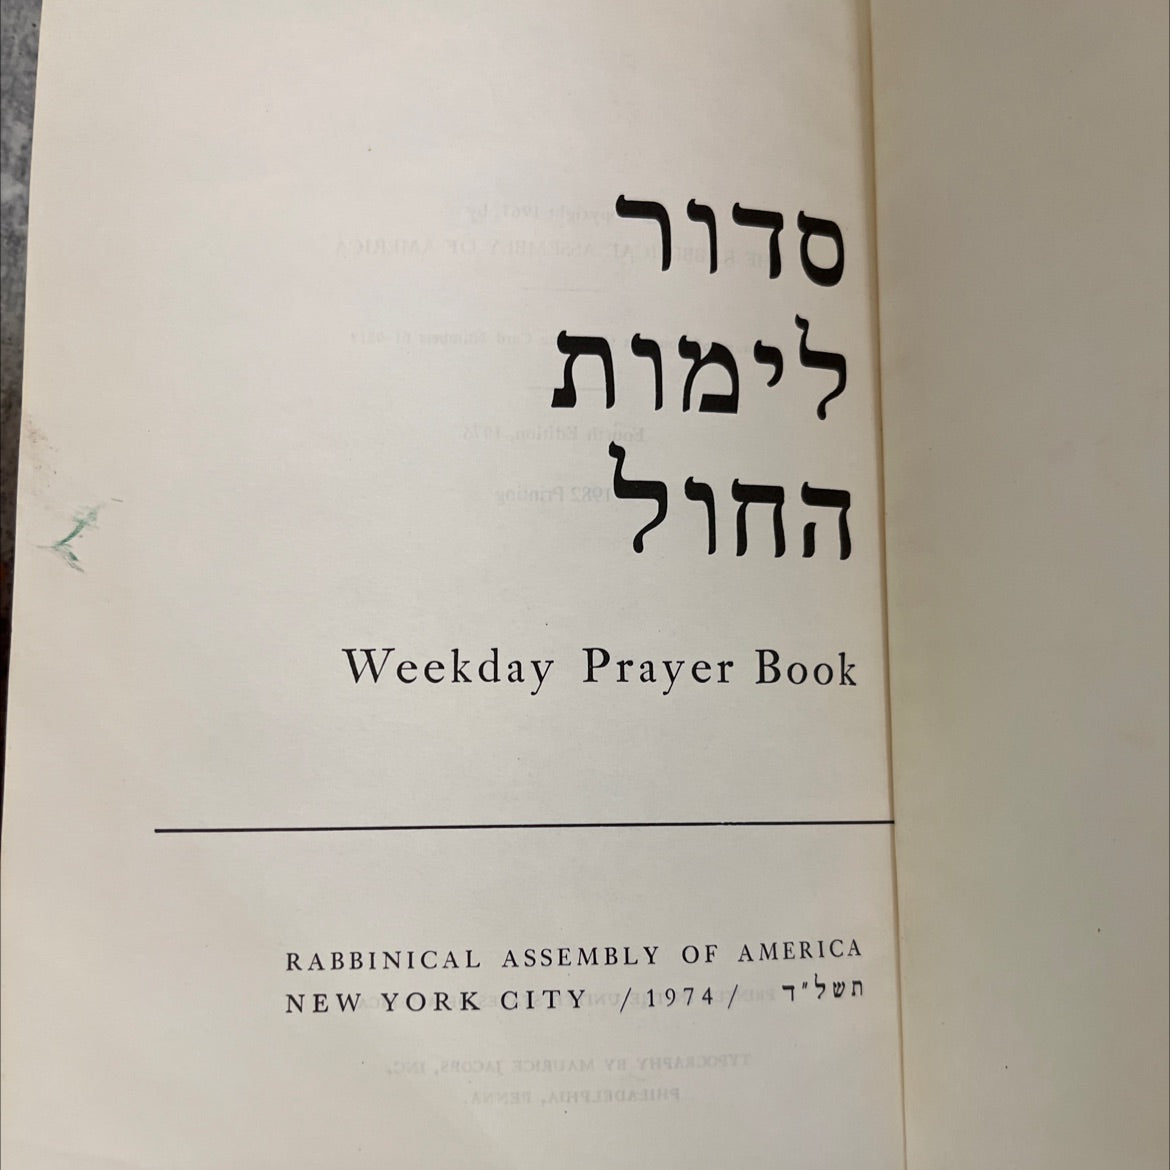 סדור
לימות
החול
Weekday Prayer Book
RABBINICAL ASSEMBLY OF AMERICA
NEW YORK CITY / 1974 / תשל"ד